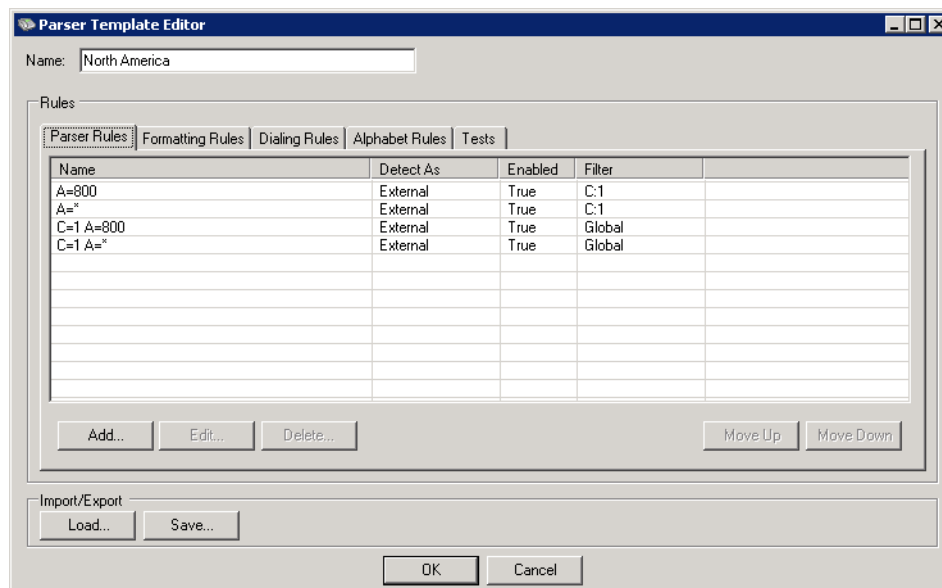 Parser Template Editor
Name: North America
Rules
Parser Rules Formatting Rules Dialing Rules Alphabet Rules Tests
Name Detect As Enabled Filter
A=800 External True C:1
A=* External True C:1
C=1 A=800 External True Global
C=1 A=* External True Global
Add... Edit... Delete... Move Up Move Down
Import/Export
Load... Save...
OK Cancel